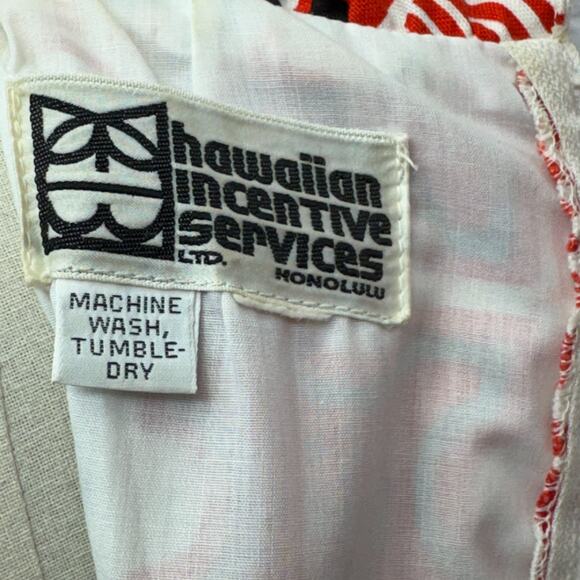 hawaiian
incentive
services
LTD.
HONOLULU
MACHINE
WASH,
TUMBLE-
DRY